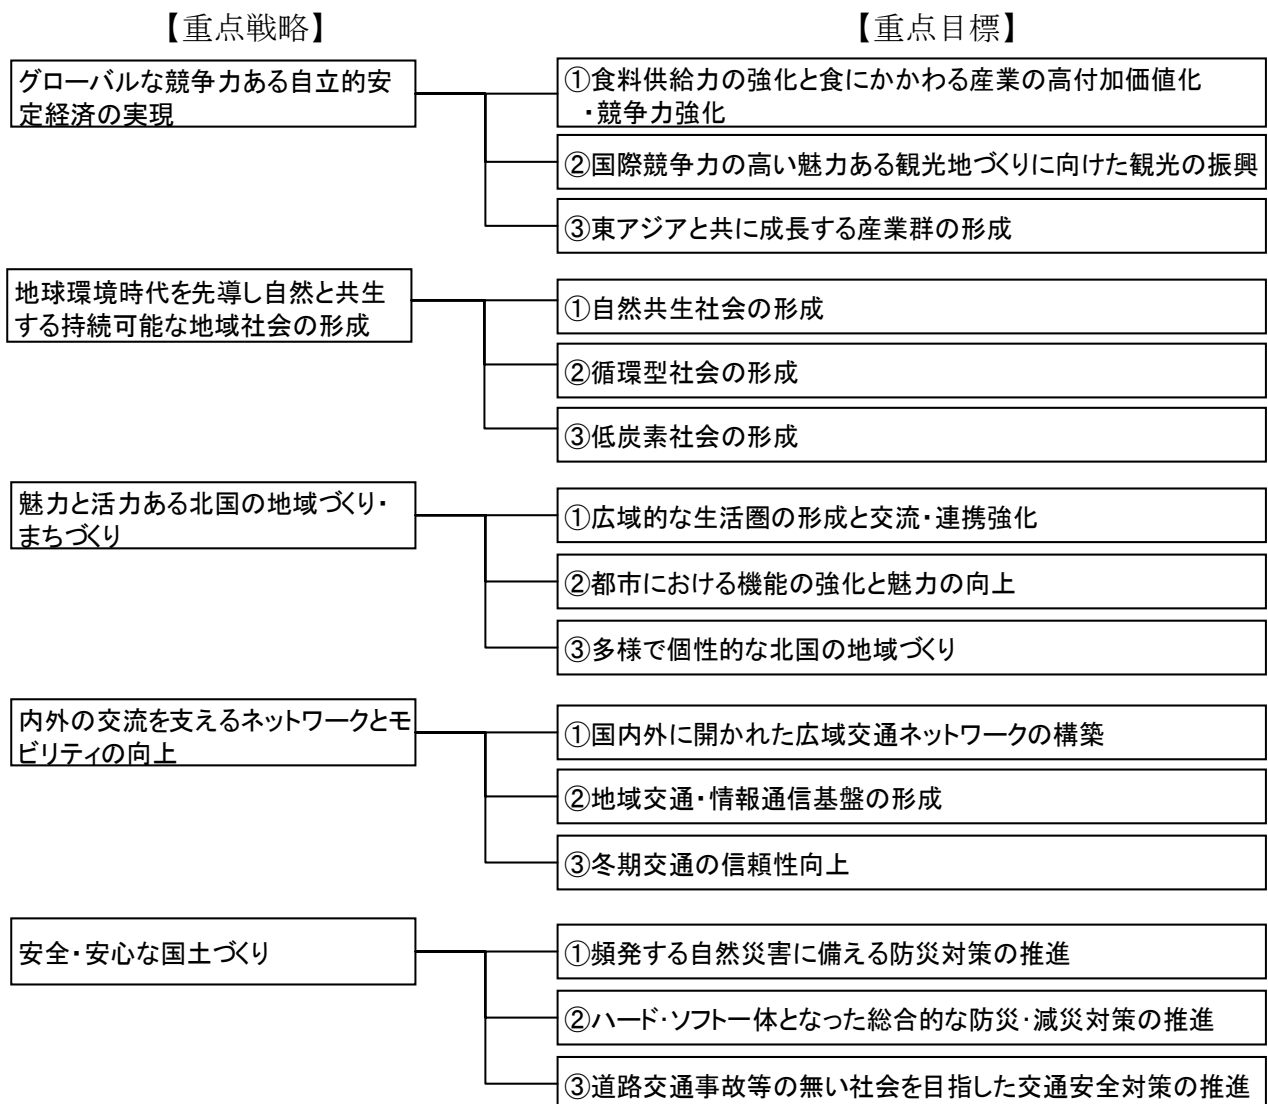 【重点戦略】
【重点目標】
グローバルな競争力ある自立的安
定経済の実現
①食料供給力の強化と食にかかわる産業の高付加価値化
・競争力強化
②国際競争力の高い魅力ある観光地づくりに向けた観光の振興
③東アジアと共に成長する産業群の形成
地球環境時代を先導し自然と共生
する持続可能な地域社会の形成
①自然共生社会の形成
②循環型社会の形成
③低炭素社会の形成
魅力と活力ある北国の地域づくり・
まちづくり
①広域的な生活圏の形成と交流・連携強化
②都市における機能の強化と魅力の向上
③多様で個性的な北国の地域づくり
内外の交流を支えるネットワークとモ
ビリティの向上
①国内外に開かれた広域交通ネットワークの構築
②地域交通・情報通信基盤の形成
③冬期交通の信頼性向上
安全・安心な国土づくり
①頻発する自然災害に備える防災対策の推進
②ハード・ソフト一体となった総合的な防災・減災対策の推進
③道路交通事故等の無い社会を目指した交通安全対策の推進